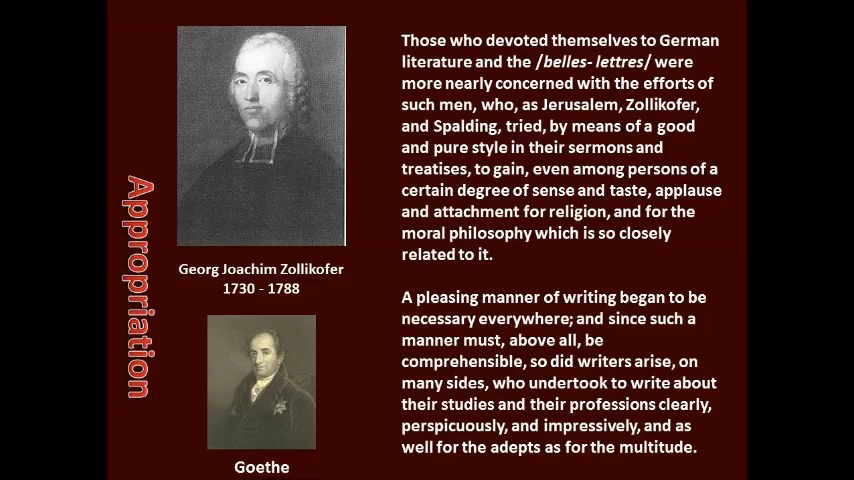 Appropriation
Georg Joachim Zollikofer
1730 - 1788
Goethe
Those who devoted themselves to German
literature and the /belles- lettres/ were
more nearly concerned with the efforts of
such men, who, as Jerusalem, Zollikofer,
and Spalding, tried, by means of a good
and pure style in their sermons and
treatises, to gain, even among persons of a
certain degree of sense and taste, applause
and attachment for religion, and for the
moral philosophy which is so closely
related to it.
A pleasing manner of writing began to be
necessary everywhere; and since such a
manner must, above all, be
comprehensible, so did writers arise, on
many sides, who undertook to write about
their studies and their professions clearly,
perspicuously, and impressively, and as
well for the adepts as for the multitude.